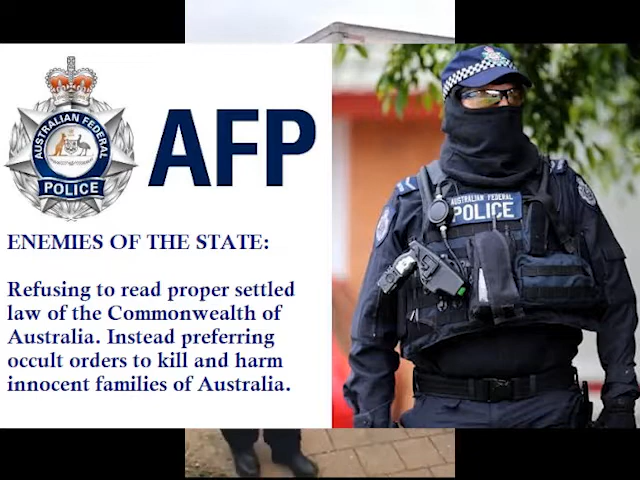 AUSTRALIAN FEDERAL
POLICE
AFP
ENEMIES OF THE STATE:
Refusing to read proper settled
law of the Commonwealth of
Australia. Instead preferring
occult orders to kill and harm
innocent families of Australia.
AUSTRALIAN FEDERAL
POLICE